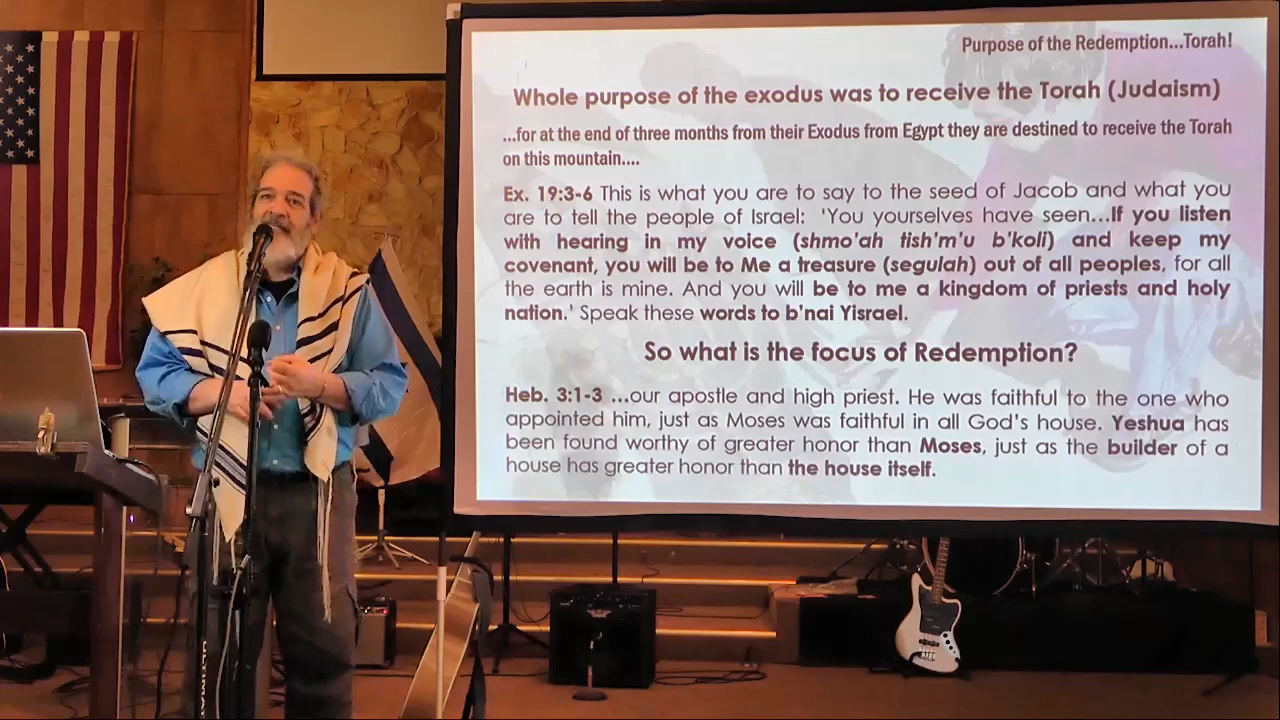 Purpose of the Redemption...Torah!
Whole purpose of the exodus was to receive the Torah (Judaism)
...for at the end of three months from their Exodus from Egypt they are destined to receive the Torah
on this mountain....
Ex. 19:3-6 This is what you are to say to the seed of Jacob and what you
are to tell the people of Israel: 'You yourselves have seen...If you listen
with hearing in my voice (shmo'ah tish'm'u b'koli) and keep my
covenant, you will be to Me a treasure (segulah) out of all peoples, for all
the earth is mine. And you will be to me a kingdom of priests and holy
nation.' Speak these words to b'nai Yisrael.
So what is the focus of Redemption?
Heb. 3:1-3 ...our apostle and high priest. He was faithful to the one who
appointed him, just as Moses was faithful in all God's house. Yeshua has
been found worthy of greater honor than Moses, just as the builder of a
house has greater honor than the house itself.